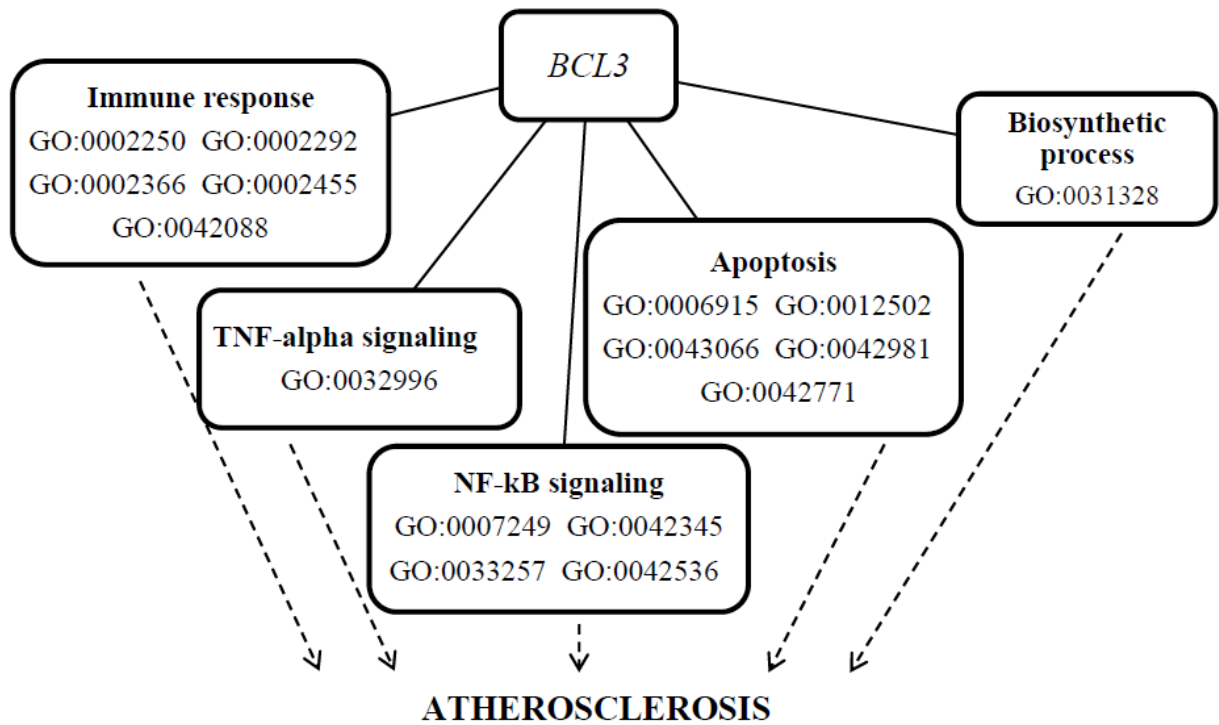 BCL3
Immune response
GO:0002250 GO:0002292
GO:0002366 GO:0002455
GO:0042088
Biosynthetic
process
GO:0031328
TNF-alpha signaling
GO:0032996
Apoptosis
GO:0006915 GO:0012502
GO:0043066 GO:0042981
GO:0042771
NF-kB signaling
GO:0007249 GO:0042345
GO:0033257 GO:0042536
ATHEROSCLEROSIS